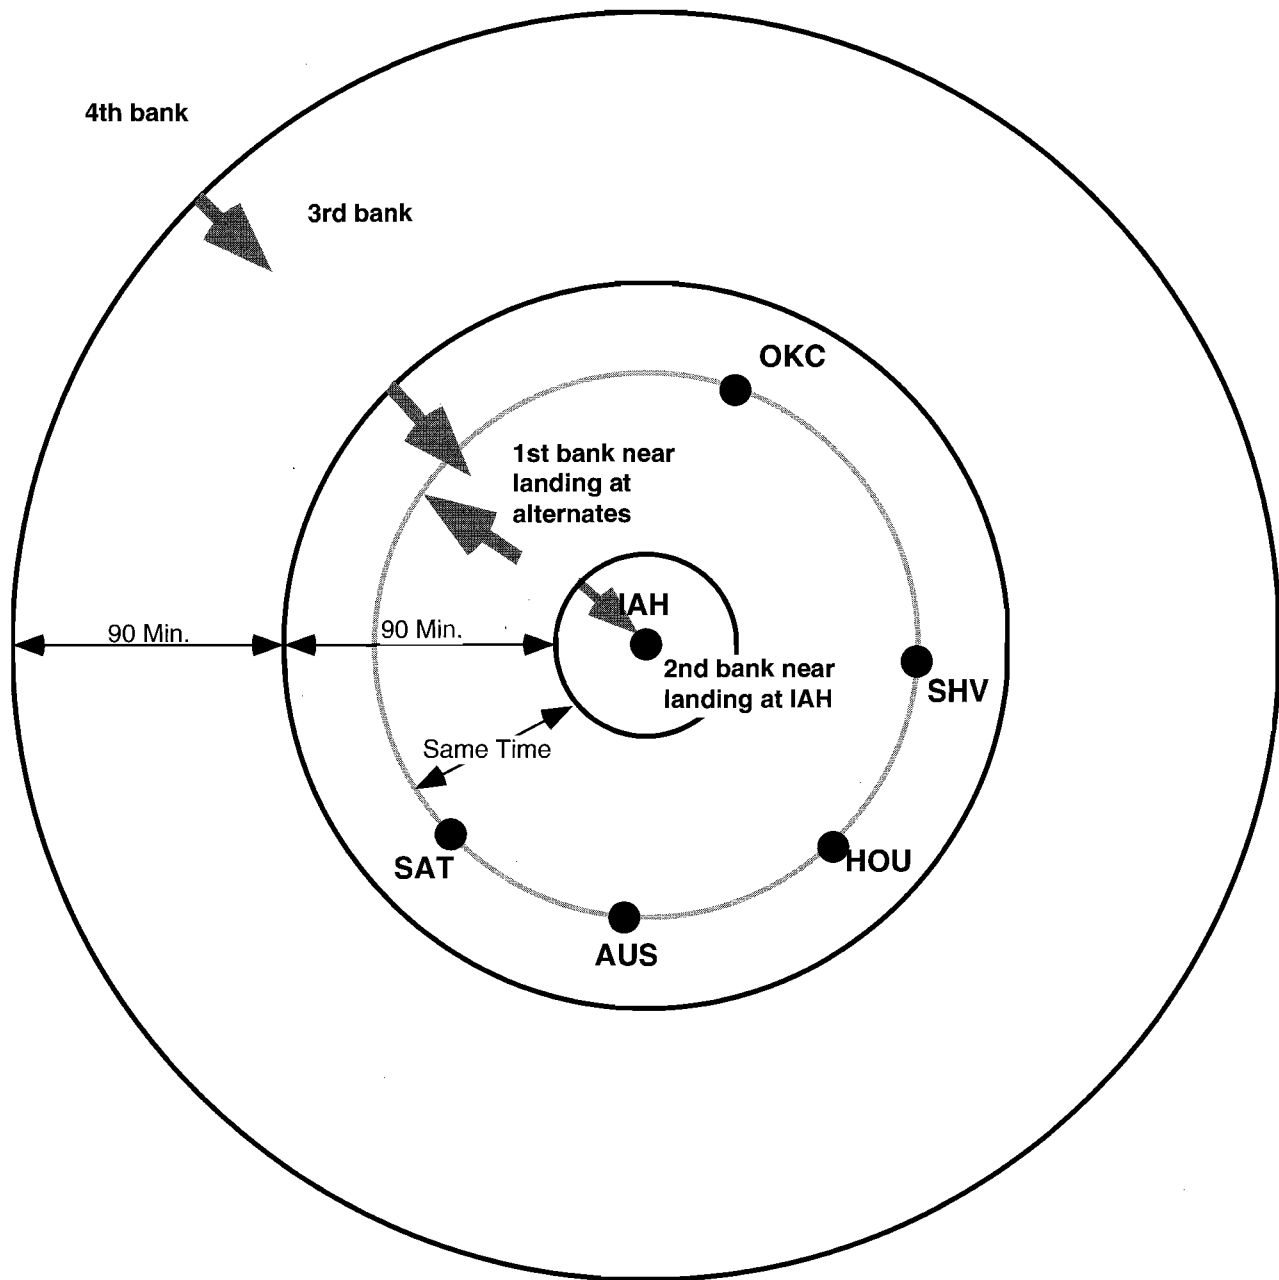 4th bank
3rd bank
OKC
1st bank near
landing at
alternates
IAH
90 Min.
90 Min.
2nd bank near
landing at IAH
SHV
Same Time
SAT
HOU
AUS